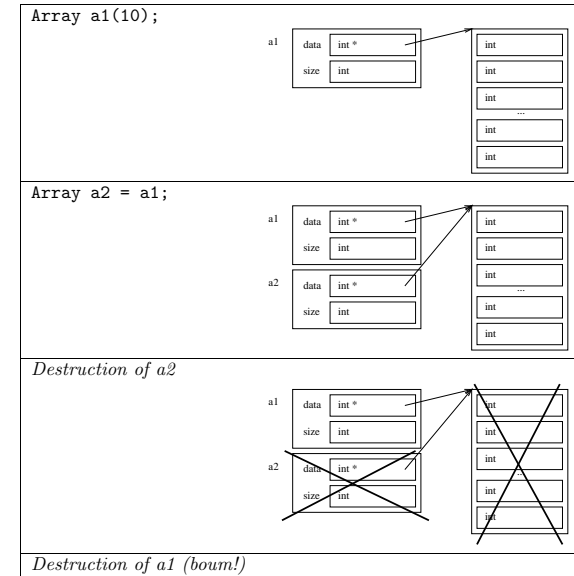 Array a1(10);
a1
data int *
size int
int
int
int
...
int
int
Array a2 = a1;
a1
data int *
size int
a2
data int *
size int
int
int
int
...
int
int
Destruction of a2
a1
data int *
size int
a2
data int *
size int
int
int
int
...
int
int
Destruction of a1 (boum!)